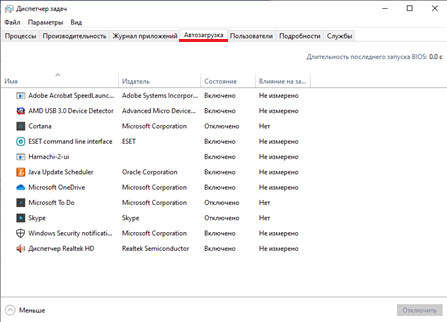 Диспетчер задач
Файл Параметры Вид
Процессы Производительность Журнал приложений Автозагрузка Пользователи Подробности Службы
Длительность последнего запуска BIOS: 0.0 с
Имя Издатель Состояние Влияние на за...
Adobe Acrobat SpeedLaunc... Adobe Systems Incorpor... Включено Не измерено
AMD USB 3.0 Device Detector Advanced Micro Device... Включено Не измерено
Cortana Microsoft Corporation Отключено Нет
ESET command line interface ESET Включено Не измерено
Hamachi-2-ui Включено Не измерено
Java Update Scheduler Oracle Corporation Включено Не измерено
Microsoft OneDrive Microsoft Corporation Включено Не измерено
Microsoft To Do Microsoft Corporation Отключено Нет
Skype Skype Отключено Нет
Windows Security notificati... Microsoft Corporation Включено Не измерено
Диспетчер Realtek HD Realtek Semiconductor Включено Не измерено
Меньше Отключить